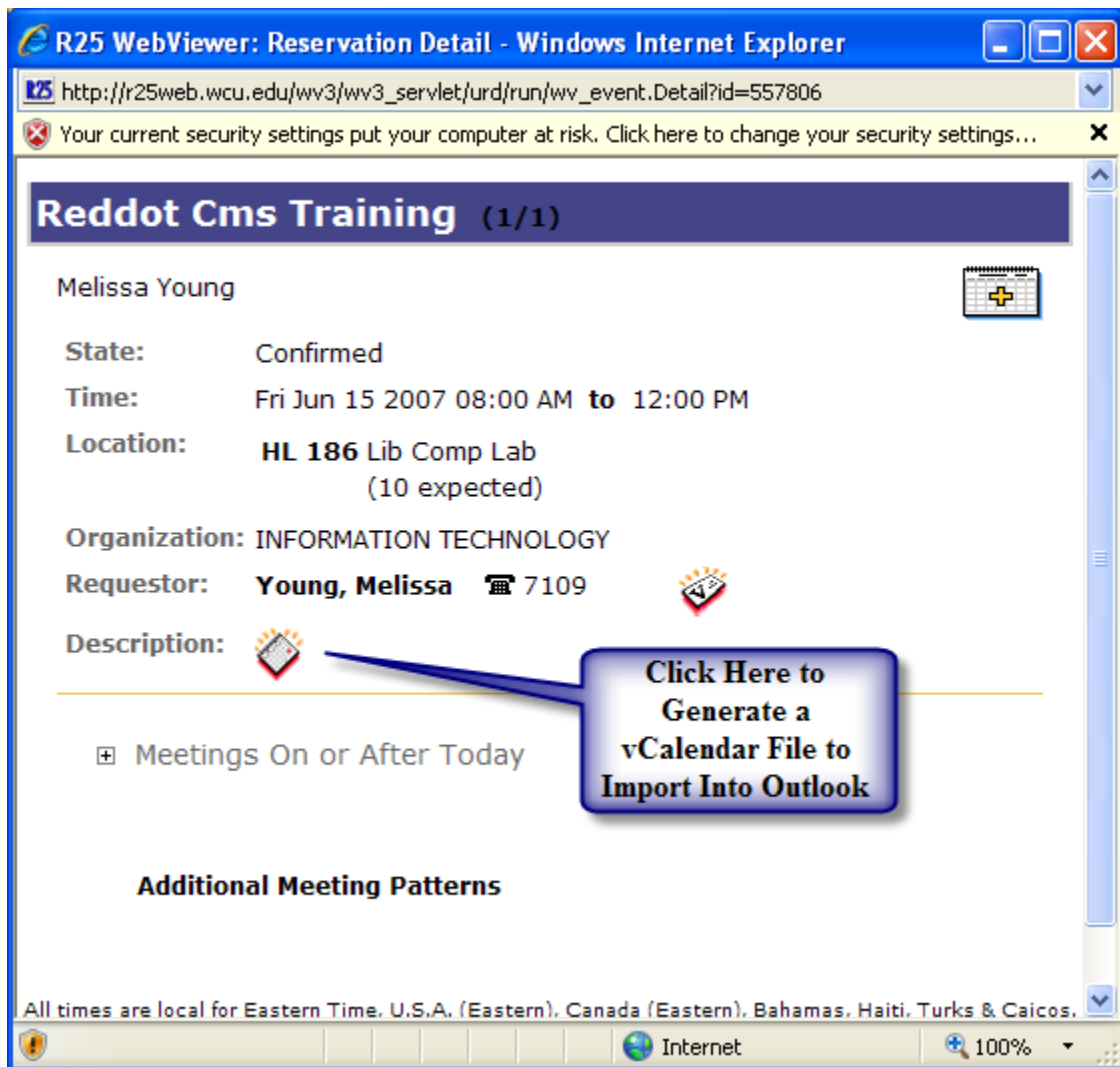 R25 WebViewer: Reservation Detail - Windows Internet Explorer
R25 http://r25web.wcu.edu/wv3/wv3_servlet/urd/run/wv_event.Detail?id=557806
Your current security settings put your computer at risk. Click here to change your security settings...
Reddot Cms Training (1/1)
Melissa Young
State: Confirmed
Time: Fri Jun 15 2007 08:00 AM to 12:00 PM
Location: HL 186 Lib Comp Lab
(10 expected)
Organization: INFORMATION TECHNOLOGY
Requestor: Young, Melissa ☎ 7109
Description:
Click Here to
Generate a
vCalendar File to
Import Into Outlook
Meetings On or After Today
Additional Meeting Patterns
All times are local for Eastern Time, U.S.A. (Eastern), Canada (Eastern), Bahamas, Haiti, Turks & Caicos.
Internet 100%